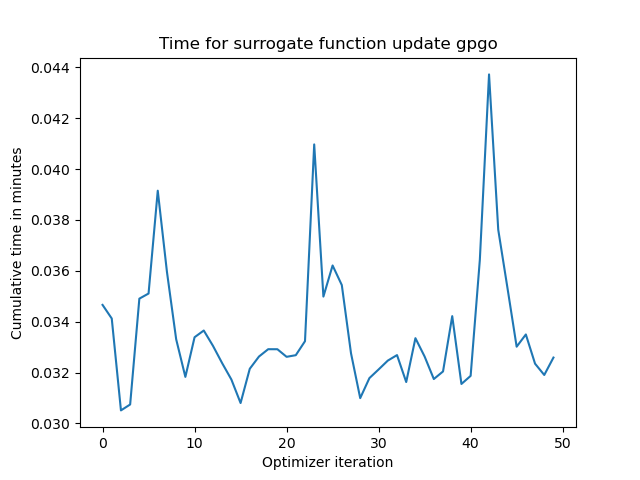 Time for surrogate function update gpgo
0.044
0.042
0.040
0.038
0.036
0.034
0.032
0.030
Cumulative time in minutes
0 10 20 30 40 50
Optimizer iteration